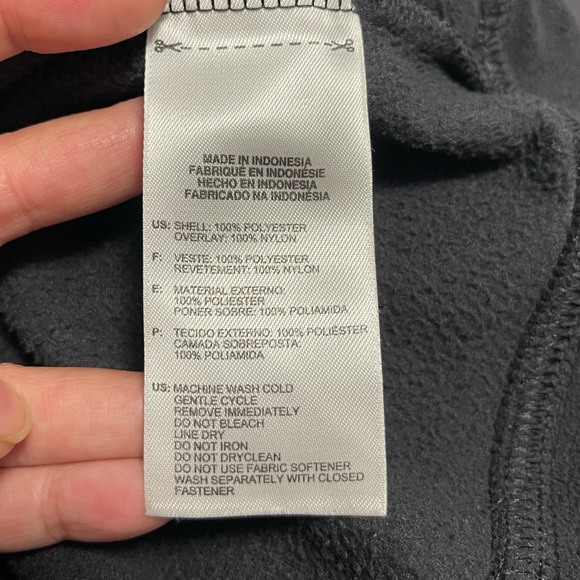 MADE IN INDONESIA
FABRIQUÉ EN INDONÉSIE
HECHO EN INDONESIA
FABRICADO NA INDONÉSIA
US: SHELL: 100% POLYESTER
OVERLAY: 100% NYLON
F: VESTE: 100% POLYESTER
REVETEMENT: 100% NYLON
E: MATERIAL EXTERNO:
100% POLIESTER
PONER SOBRE: 100% POLIAMIDA
P: TECIDO EXTERNO: 100% POLIÉSTER
CAMADA SOBREPOSTA:
100% POLIAMIDA
US: MACHINE WASH COLD
GENTLE CYCLE
REMOVE IMMEDIATELY
DO NOT BLEACH
LINE DRY
DO NOT IRON
DO NOT DRYCLEAN
DO NOT USE FABRIC SOFTENER
WASH SEPARATELY WITH CLOSED
FASTENER